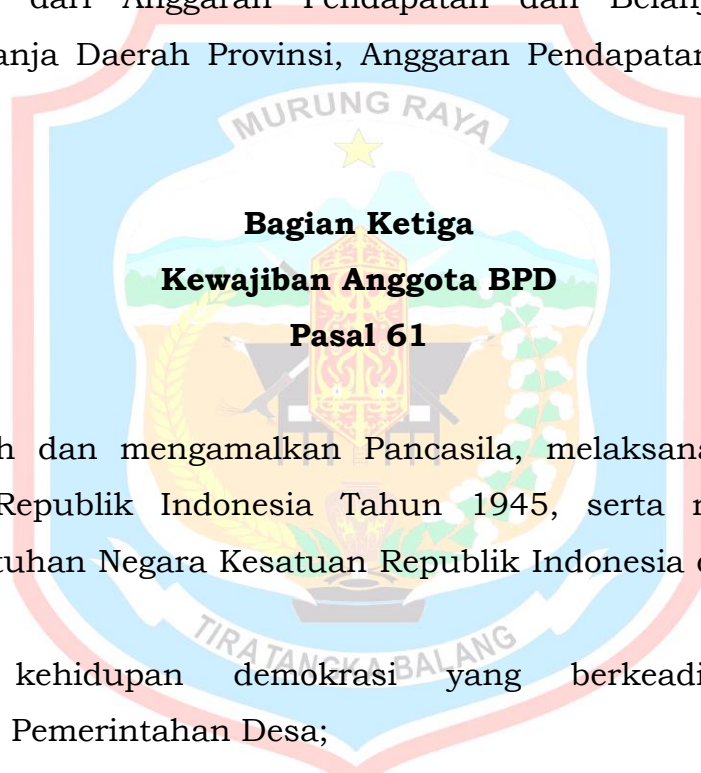 dari Anggaran Pendapatan dan Belanj
anja Daerah Provinsi, Anggaran Pendapatan
MURUNG RAYA
Bagian Ketiga
Kewajiban Anggota BPD
Pasal 61
h dan mengamalkan Pancasila, melaksana
Republik Indonesia Tahun 1945, serta
tuhan Negara Kesatuan Republik Indonesia
TIRA TANGKA BALANG
kehidupan demokrasi yang berkeadi
Pemerintahan Desa;